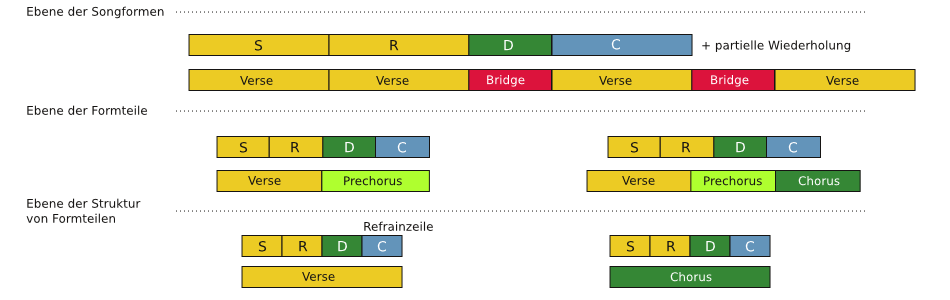 Ebene der Songformen
S R D C + partielle Wiederholung
Verse Verse Bridge Verse Bridge Verse
Ebene der Formteile
S R D C S R D C
Verse Prechorus Verse Prechorus Chorus
Ebene der Struktur
von Formteilen
Refrainzeile
S R D C S R D C
Verse Chorus